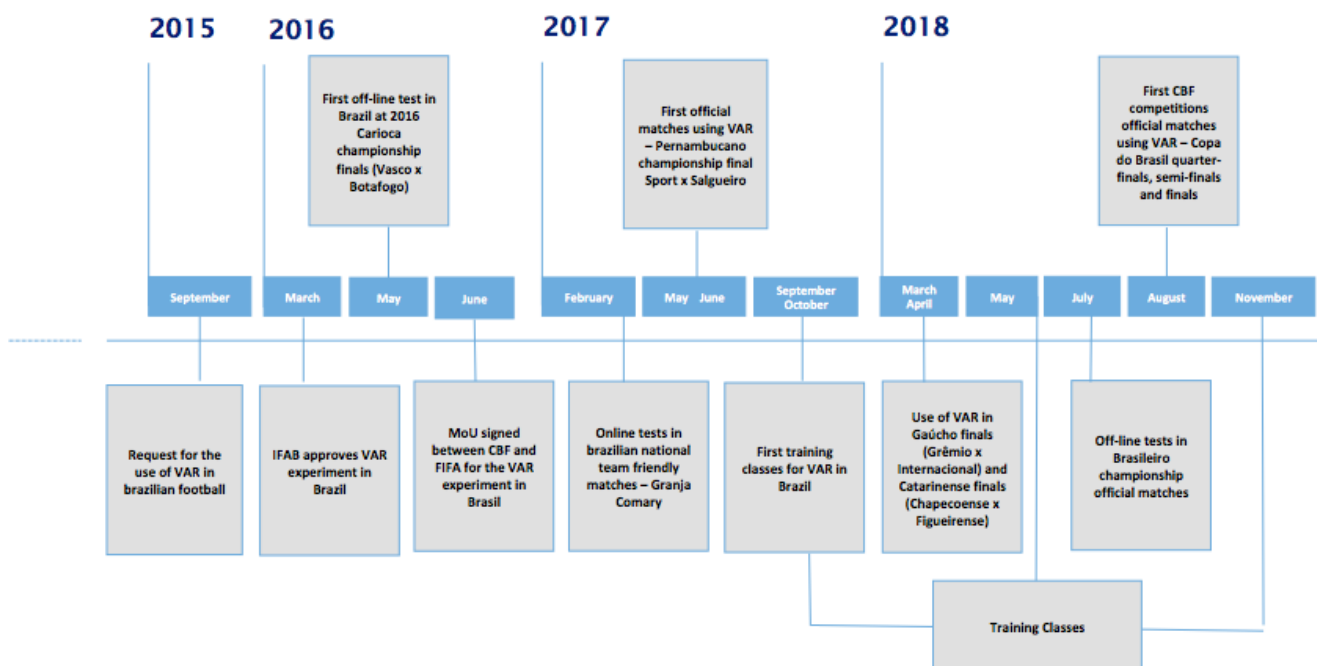 2015
2016
2017
2018
First off-line test in
Brazil at 2016
Carioca
championship
finals (Vasco x
Botafogo)
First official
matches using VAR
– Pernambucano
championship final
Sport x Salgueiro
First CBF
competitions
official matches
using VAR – Copa
do Brasil quarter-
finals, semi-finals
and finals
September
March
May
June
February
May June
September
October
March
April
May
July
August
November
Request for the
use of VAR in
brazilian football
IFAB approves VAR
experiment in
Brazil
MoU signed
between CBF and
FIFA for the VAR
experiment in
Brasil
Online tests in
brazilian national
team friendly
matches – Granja
Comary
First training
classes for VAR in
Brazil
Use of VAR in
Gaúcho finals
(Grêmio x
Internacional) and
Catarinense finals
(Chapecoense x
Figueirense)
Off-line tests in
Brasileiro
championship
official matches
Training Classes